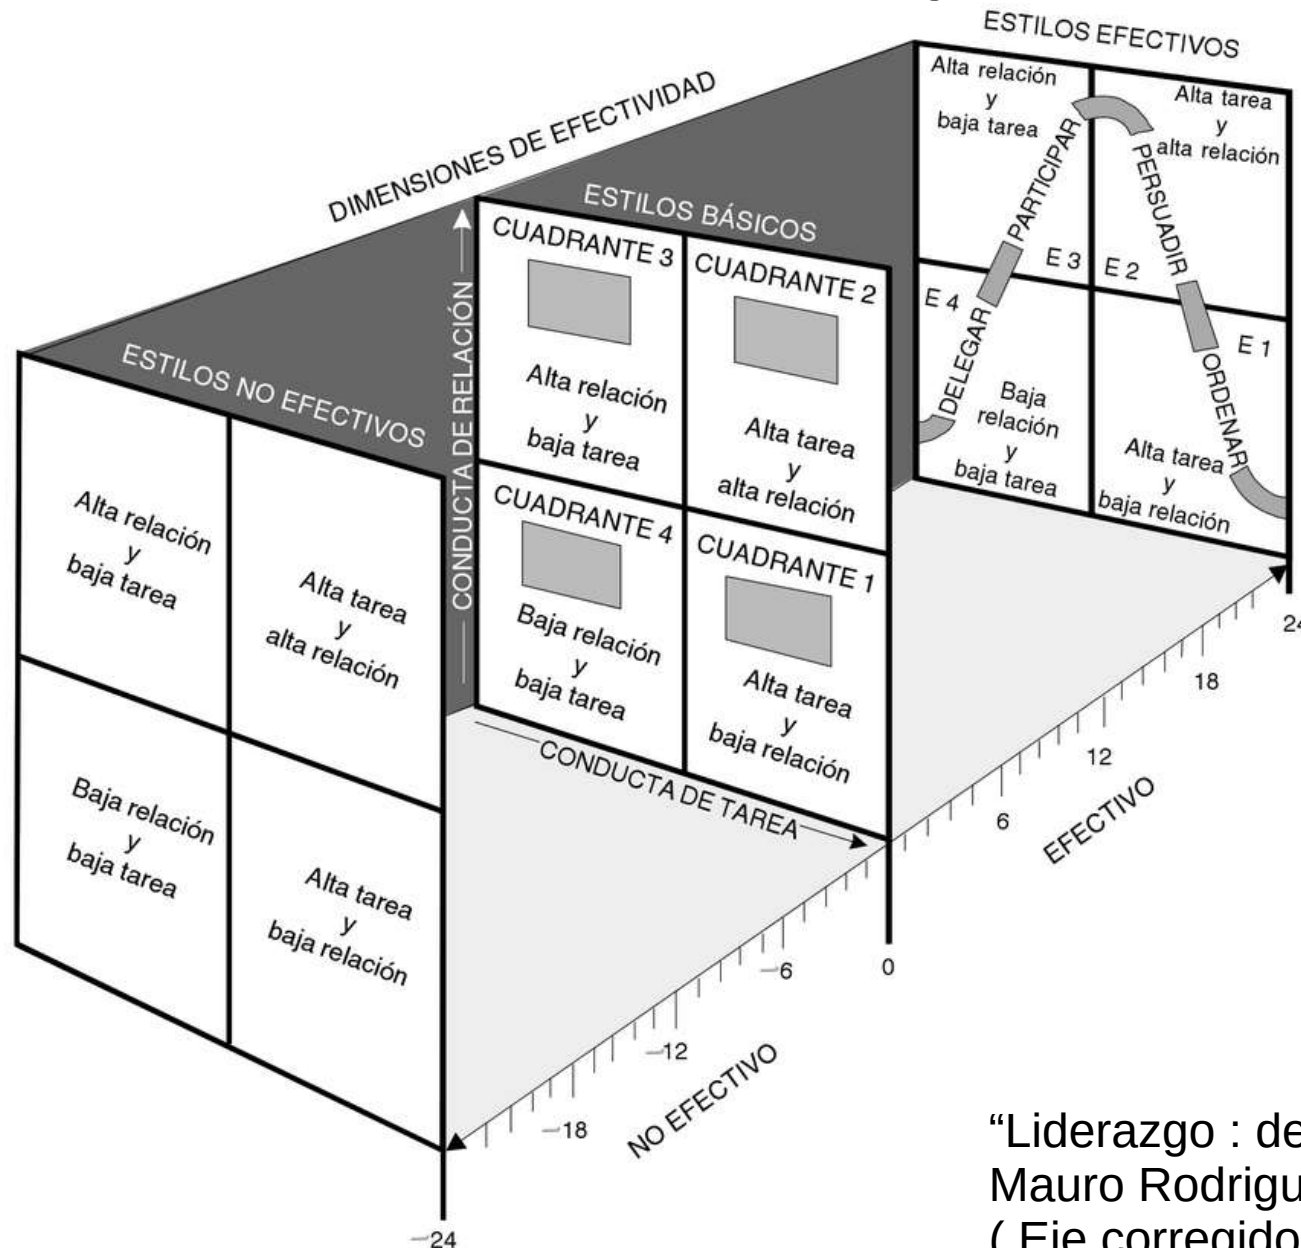 ESTILOS EFECTIVOS
Alta relación
y
baja tarea
Alta tarea
y
alta relación
PARTICIPAR
PERSUADIR
E 3
E 2
E 4
E 1
DELEGAR
ORDENAR
Baja
relación
y
baja tarea
Alta tarea
y
baja relación
DIMENSIONES DE EFECTIVIDAD
ESTILOS BÁSICOS
CUADRANTE 3
Alta relación
y
baja tarea
CUADRANTE 2
Alta tarea
y
alta relación
CUADRANTE 4
Baja relación
y
baja tarea
CUADRANTE 1
Alta tarea
y
baja relación
CONDUCTA DE RELACIÓN
CONDUCTA DE TAREA
ESTILOS NO EFECTIVOS
Alta relación
y
baja tarea
Alta tarea
y
alta relación
Baja relación
y
baja tarea
Alta tarea
y
baja relación
24
18
12
6
EFECTIVO
0
–6
–12
–18
–24
NO EFECTIVO
“Liderazgo : de
Mauro Rodrigu
( Eje corregido